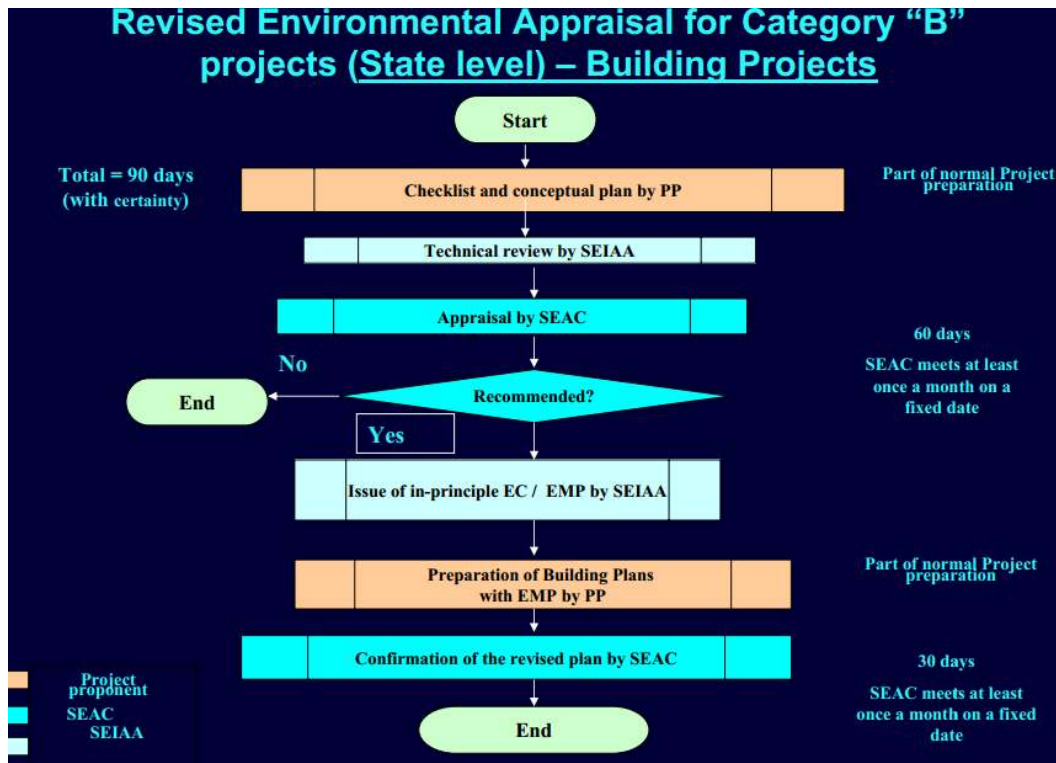 Revised Environmental Appraisal for Category “B”
projects (State level) – Building Projects
Start
Total = 90 days
(with certainty)
Checklist and conceptual plan by PP
Part of normal Project
preparation
Technical review by SEIAA
Appraisal by SEAC
60 days
SEAC meets at least
once a month on a
fixed date
No
Recommended?
End
Yes
Issue of in-principle EC / EMP by SEIAA
Preparation of Building Plans
with EMP by PP
Part of normal Project
preparation
Confirmation of the revised plan by SEAC
30 days
SEAC meets at least
once a month on a fixed
date
Project
proponent
SEAC
SEIAA
End